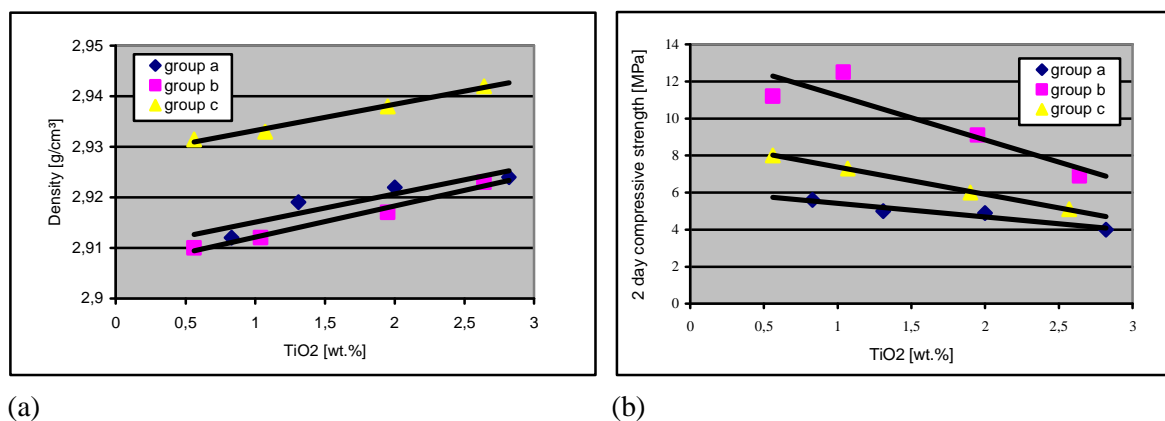 2,95
2,94
2,93
2,92
2,91
2,9
Density [g/cm³]
group a
group b
group c
0
0,5
1
1,5
2
2,5
3
TiO2 [wt.%]
(a)
14
12
10
8
6
4
2
0
2 day compressive strength [MPa]
group a
group b
group c
0
0,5
1
1,5
2
2,5
3
TiO2 [wt.%]
(b)